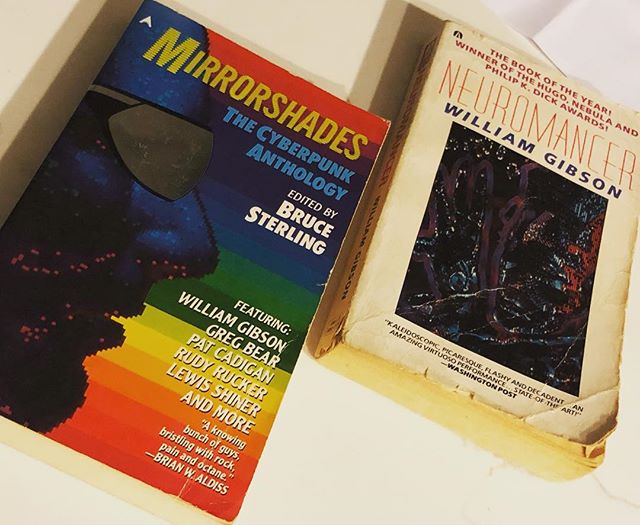 MIRRORSHADES
THE CYBERPUNK
ANTHOLOGY
EDITED BY
BRUCE
STERLING
FEATURING:
WILLIAM GIBSON
GREG BEAR
PAT CADIGAN
RUDY RUCKER
LEWIS SHINER
AND MORE
"A knowing
bunch of guys,
bristling with rock,
pain and octane."
—BRIAN W. ALDISS
THE BOOK OF THE YEAR!
WINNER OF THE HUGO, NEBULA AND
PHILIP K. DICK AWARDS!
NEUROMANCER
WILLIAM GIBSON
"KALEIDOSCOPIC, PICARESQUE, FLASHY AND DECADENT...AN
AMAZING VIRTUOSO PERFORMANCE...STATE-OF-THE-ART!"
—WASHINGTON POST
WILLIAM GIBSON